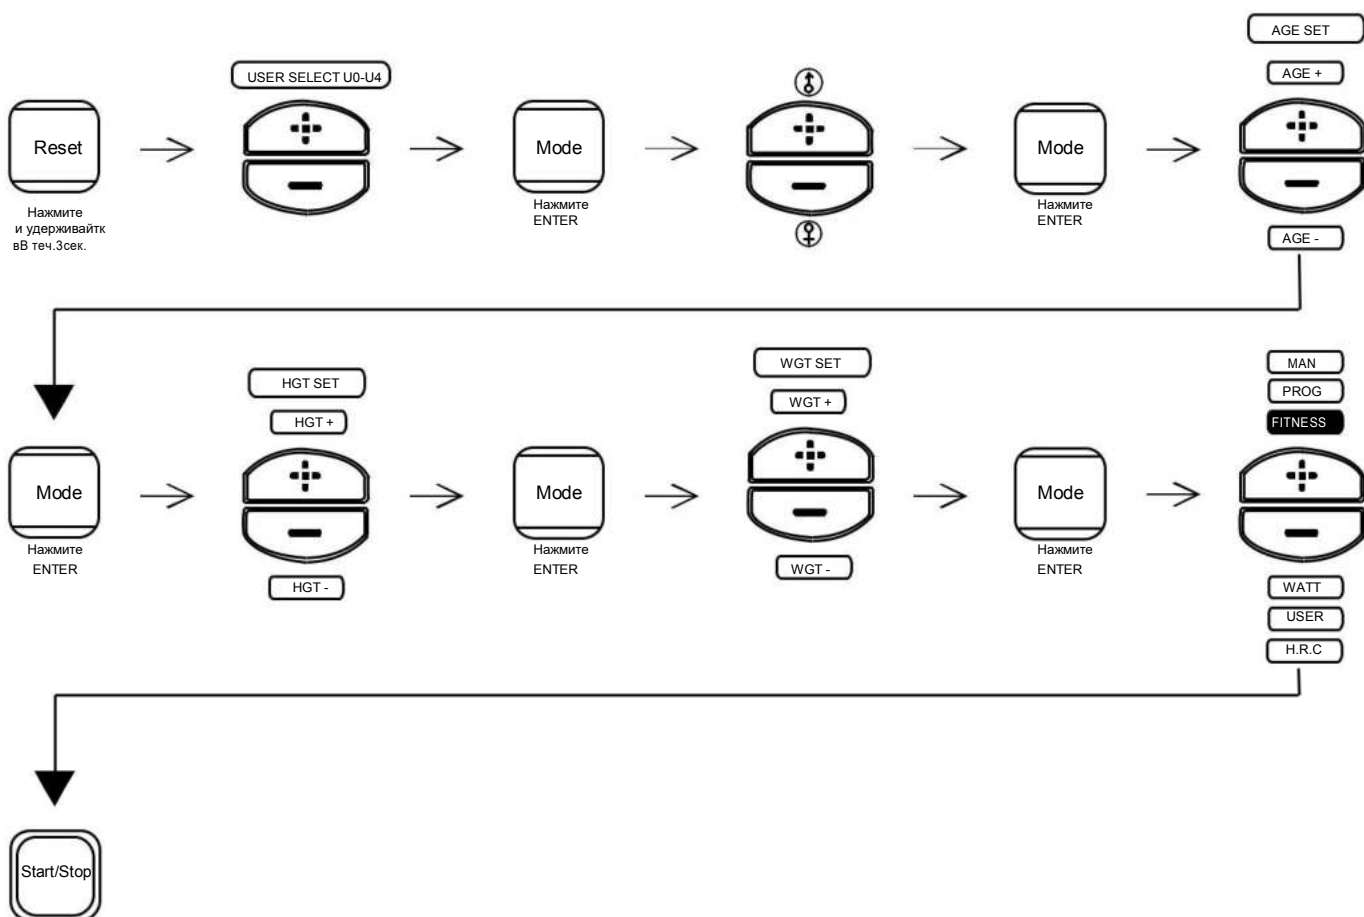 AGE SET
USER SELECT U0-U4
AGE +
Reset
Mode
Mode
Нажмите
и удерживайтк
вВ теч.3сек.
Нажмите
ENTER
Нажмите
ENTER
AGE -
HGT SET
HGT +
WGT SET
WGT +
MAN
PROG
FITNESS
Mode
Mode
Mode
Нажмите
ENTER
HGT -
Нажмите
ENTER
WGT -
Нажмите
ENTER
WATT
USER
H.R.C
Start/Stop